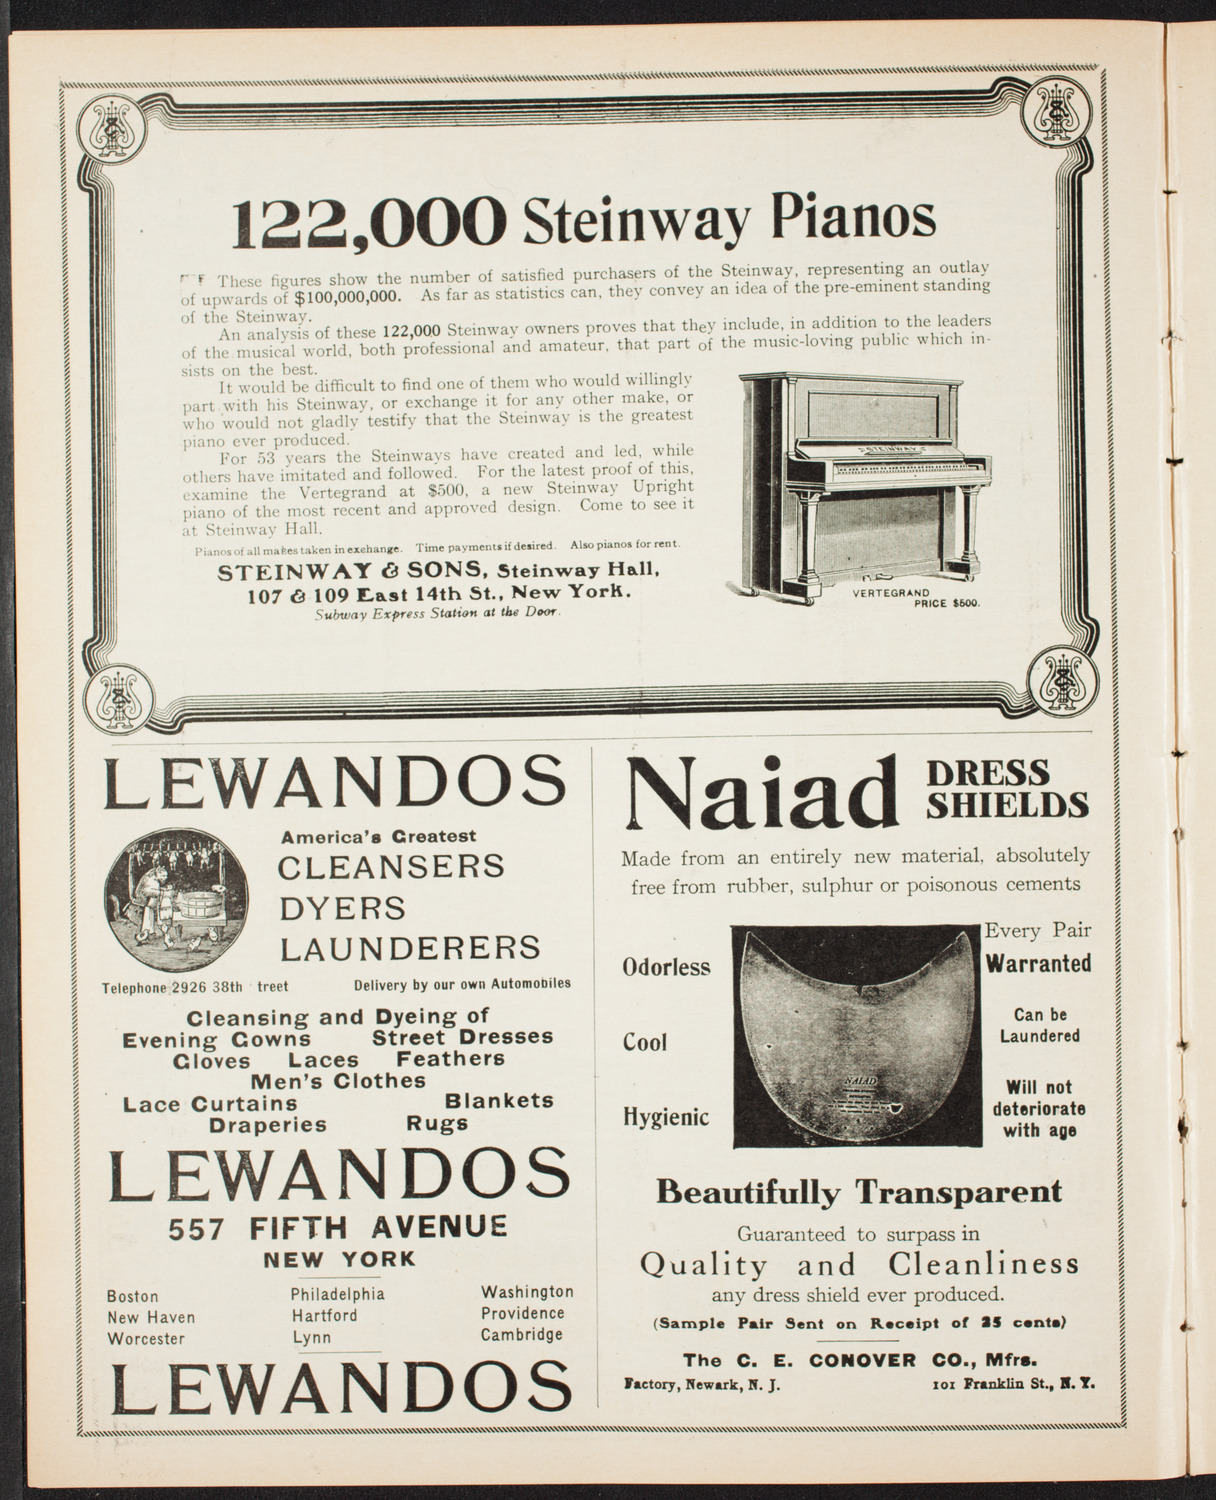 122,000 Steinway Pianos
These figures show the number of satisfied purchasers of the Steinway, representing an outlay
of upwards of $100,000,000. As far as statistics can, they convey an idea of the pre-eminent standing
of the Steinway.
An analysis of these 122,000 Steinway owners proves that they include, in addition to the leaders
of the musical world, both professional and amateur, that part of the music-loving public which in-
sists on the best.
It would be difficult to find one of them who would willingly
part with his Steinway, or exchange it for any other make, or
who would not gladly testify that the Steinway is the greatest
piano ever produced.
For 53 years the Steinways have created and led, while
others have imitated and followed. For the latest proof of this,
examine the Vertegrand at $500, a new Steinway Upright
piano of the most recent and approved design. Come to see it
at Steinway Hall.
Pianos of all makes taken in exchange. Time payments if desired. Also pianos for rent.
STEINWAY & SONS, Steinway Hall,
107 & 109 East 14th St., New York.
Subway Express Station at the Door.
STEINWAY
VERTEGRAND
PRICE $500.
LEWANDOS
America's Greatest
CLEANSERS
DYERS
LAUNDERERS
Telephone 2926 38th treet Delivery by our own Automobiles
Cleansing and Dyeing of
Evening Gowns Street Dresses
Gloves Laces Feathers
Men's Clothes
Lace Curtains Blankets
Draperies Rugs
LEWANDOS
557 FIFTH AVENUE
NEW YORK
Boston Philadelphia Washington
New Haven Hartford Providence
Worcester Lynn Cambridge
LEWANDOS
Naiad DRESS
SHIELDS
Made from an entirely new material, absolutely
free from rubber, sulphur or poisonous cements
Every Pair
Odorless Warranted
Can be
Laundered
Cool
Will not
deteriorate
with age
Hygienic
NAIAD
Beautifully Transparent
Guaranteed to surpass in
Quality and Cleanliness
any dress shield ever produced.
(Sample Pair Sent on Receipt of 25 cents)
The C. E. CONOVER CO., Mfrs.
Factory, Newark, N. J. 101 Franklin St., N. Y.